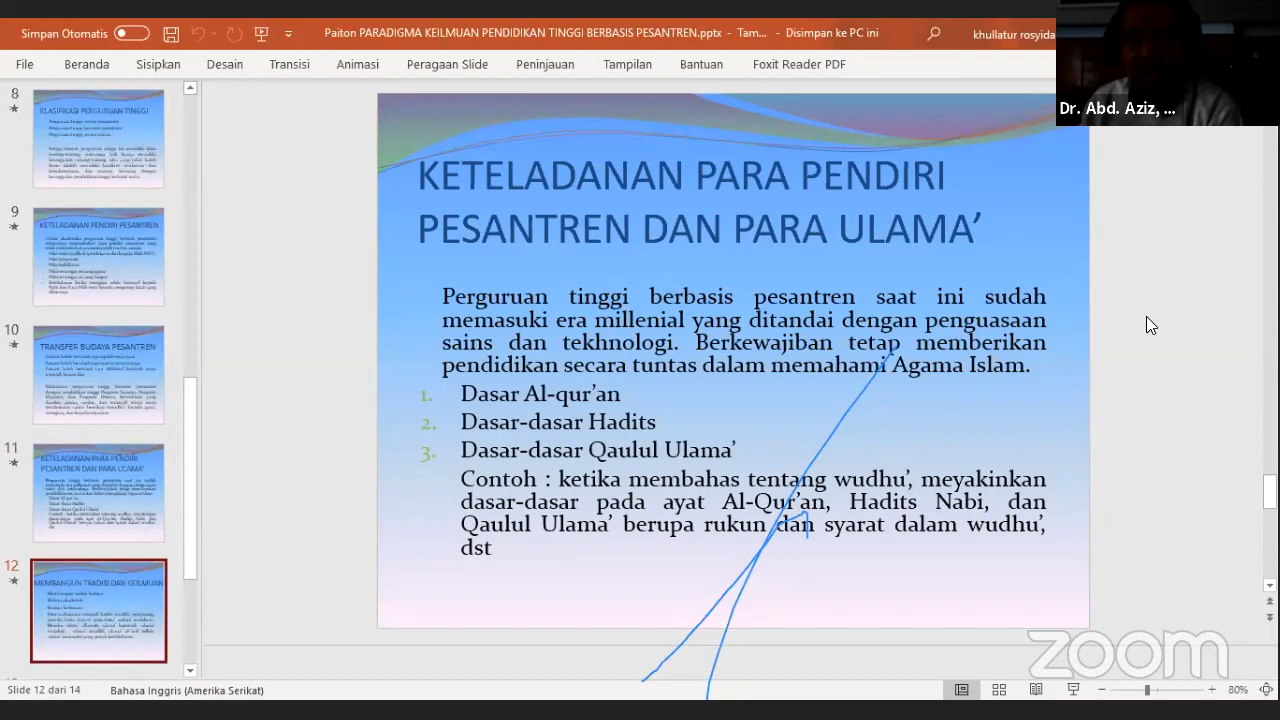 Simpan Otomatis
Paiton PARADIGMA KEILMUAN PENDIDIKAN TINGGI BERBASIS PESANTREN.pptx - Tam... - Disimpan ke PC ini
khullatur rosyida
File Beranda Sisipkan Desain Transisi Animasi Peragaan Slide Peninjauan Tampilan Bantuan Foxit Reader PDF
Dr. Abd. Aziz, ...
8
KLASIFIKASI PERGURUAN TINGGI
9
KETELADANAN PENDIRI PESANTREN
10
TRANSFER BUDAYA PESANTREN
11
KETELADANAN PARA PENDIRI
PESANTREN DAN PARA ULAMA'
12
MEMBANGUN TRADISI DAN KEILMUAN
KETELADANAN PARA PENDIRI
PESANTREN DAN PARA ULAMA’
Perguruan tinggi berbasis pesantren saat ini sudah
memasuki era millenial yang ditandai dengan penguasaan
sains dan tekhnologi. Berkewajiban tetap memberikan
pendidikan secara tuntas dalam memahami Agama Islam.
1. Dasar Al-qur’an
2. Dasar-dasar Hadits
3. Dasar-dasar Qaulul Ulama’
Contoh : ketika membahas tentang wudhu’, meyakinkan
dasar-dasar pada ayat Al-Qur’an, Hadits Nabi, dan
Qaulul Ulama’ berupa rukun dan syarat dalam wudhu’,
dst
zoom
Slide 12 dari 14
Bahasa Inggris (Amerika Serikat)
80%